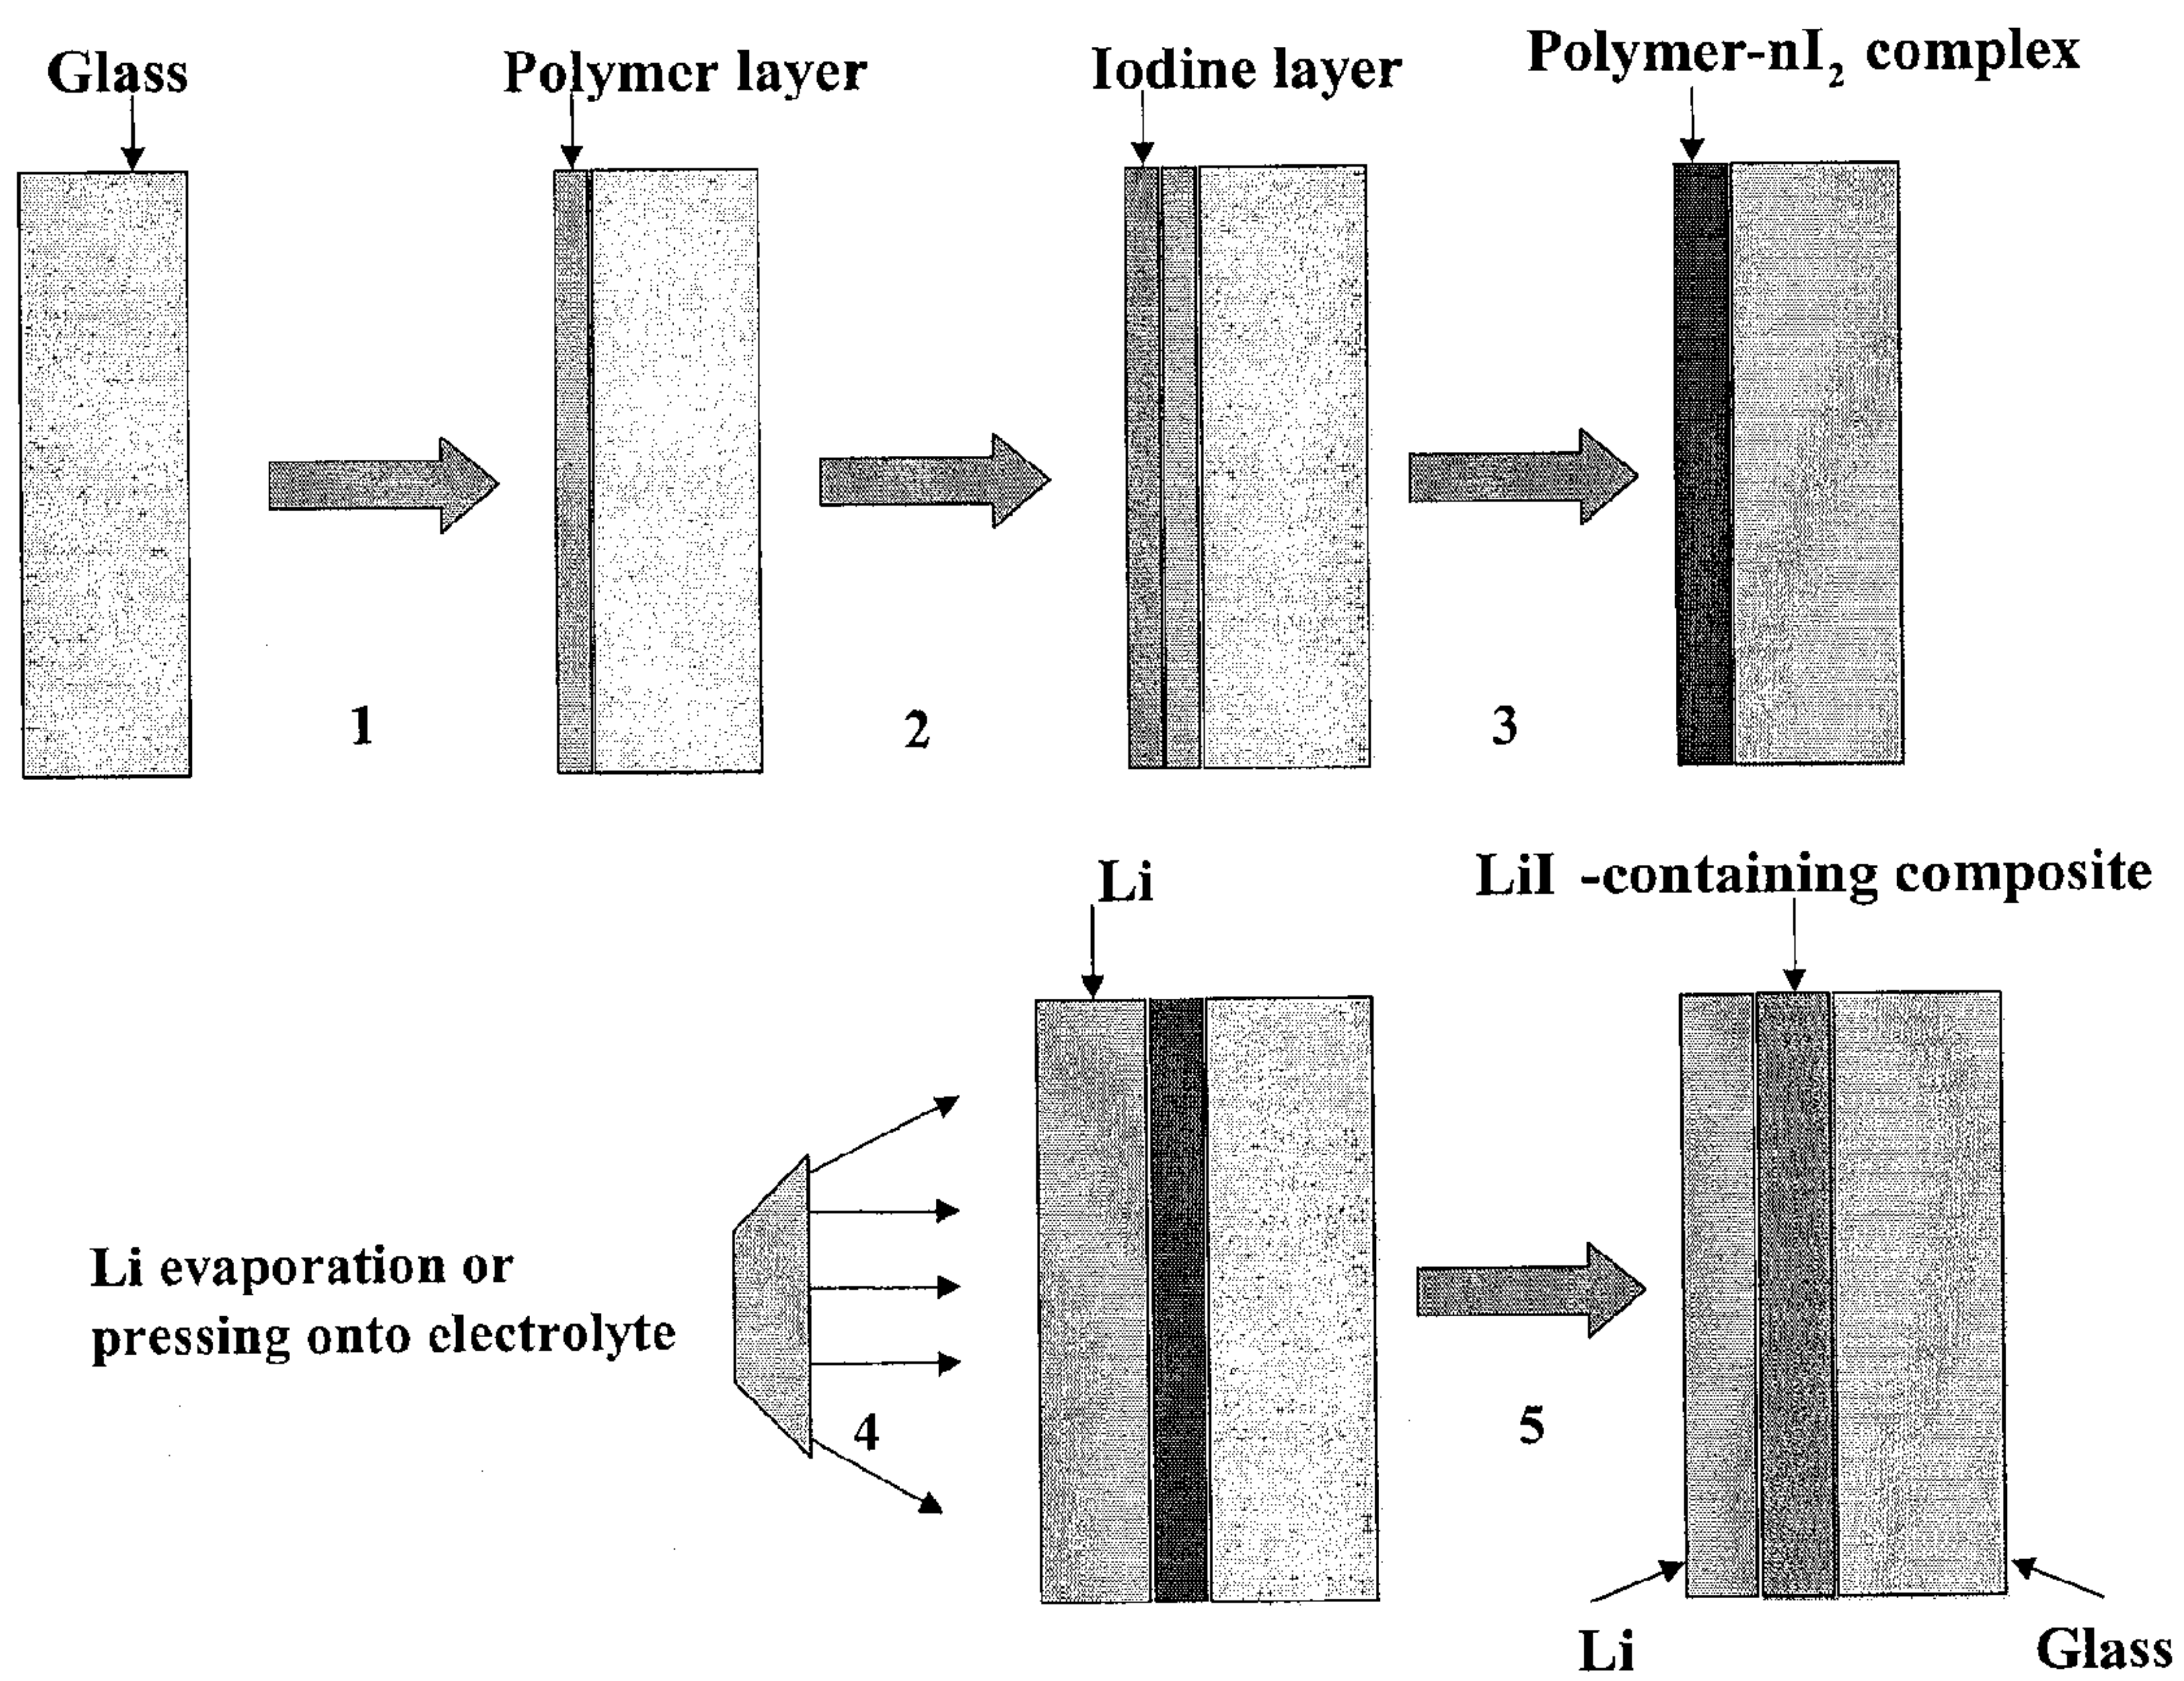 Glass
Polymer layer
Iodine layer
Polymer-nI₂ complex
1
2
3
Li
LiI -containing composite
Li evaporation or
pressing onto electrolyte
4
5
Li
Glass